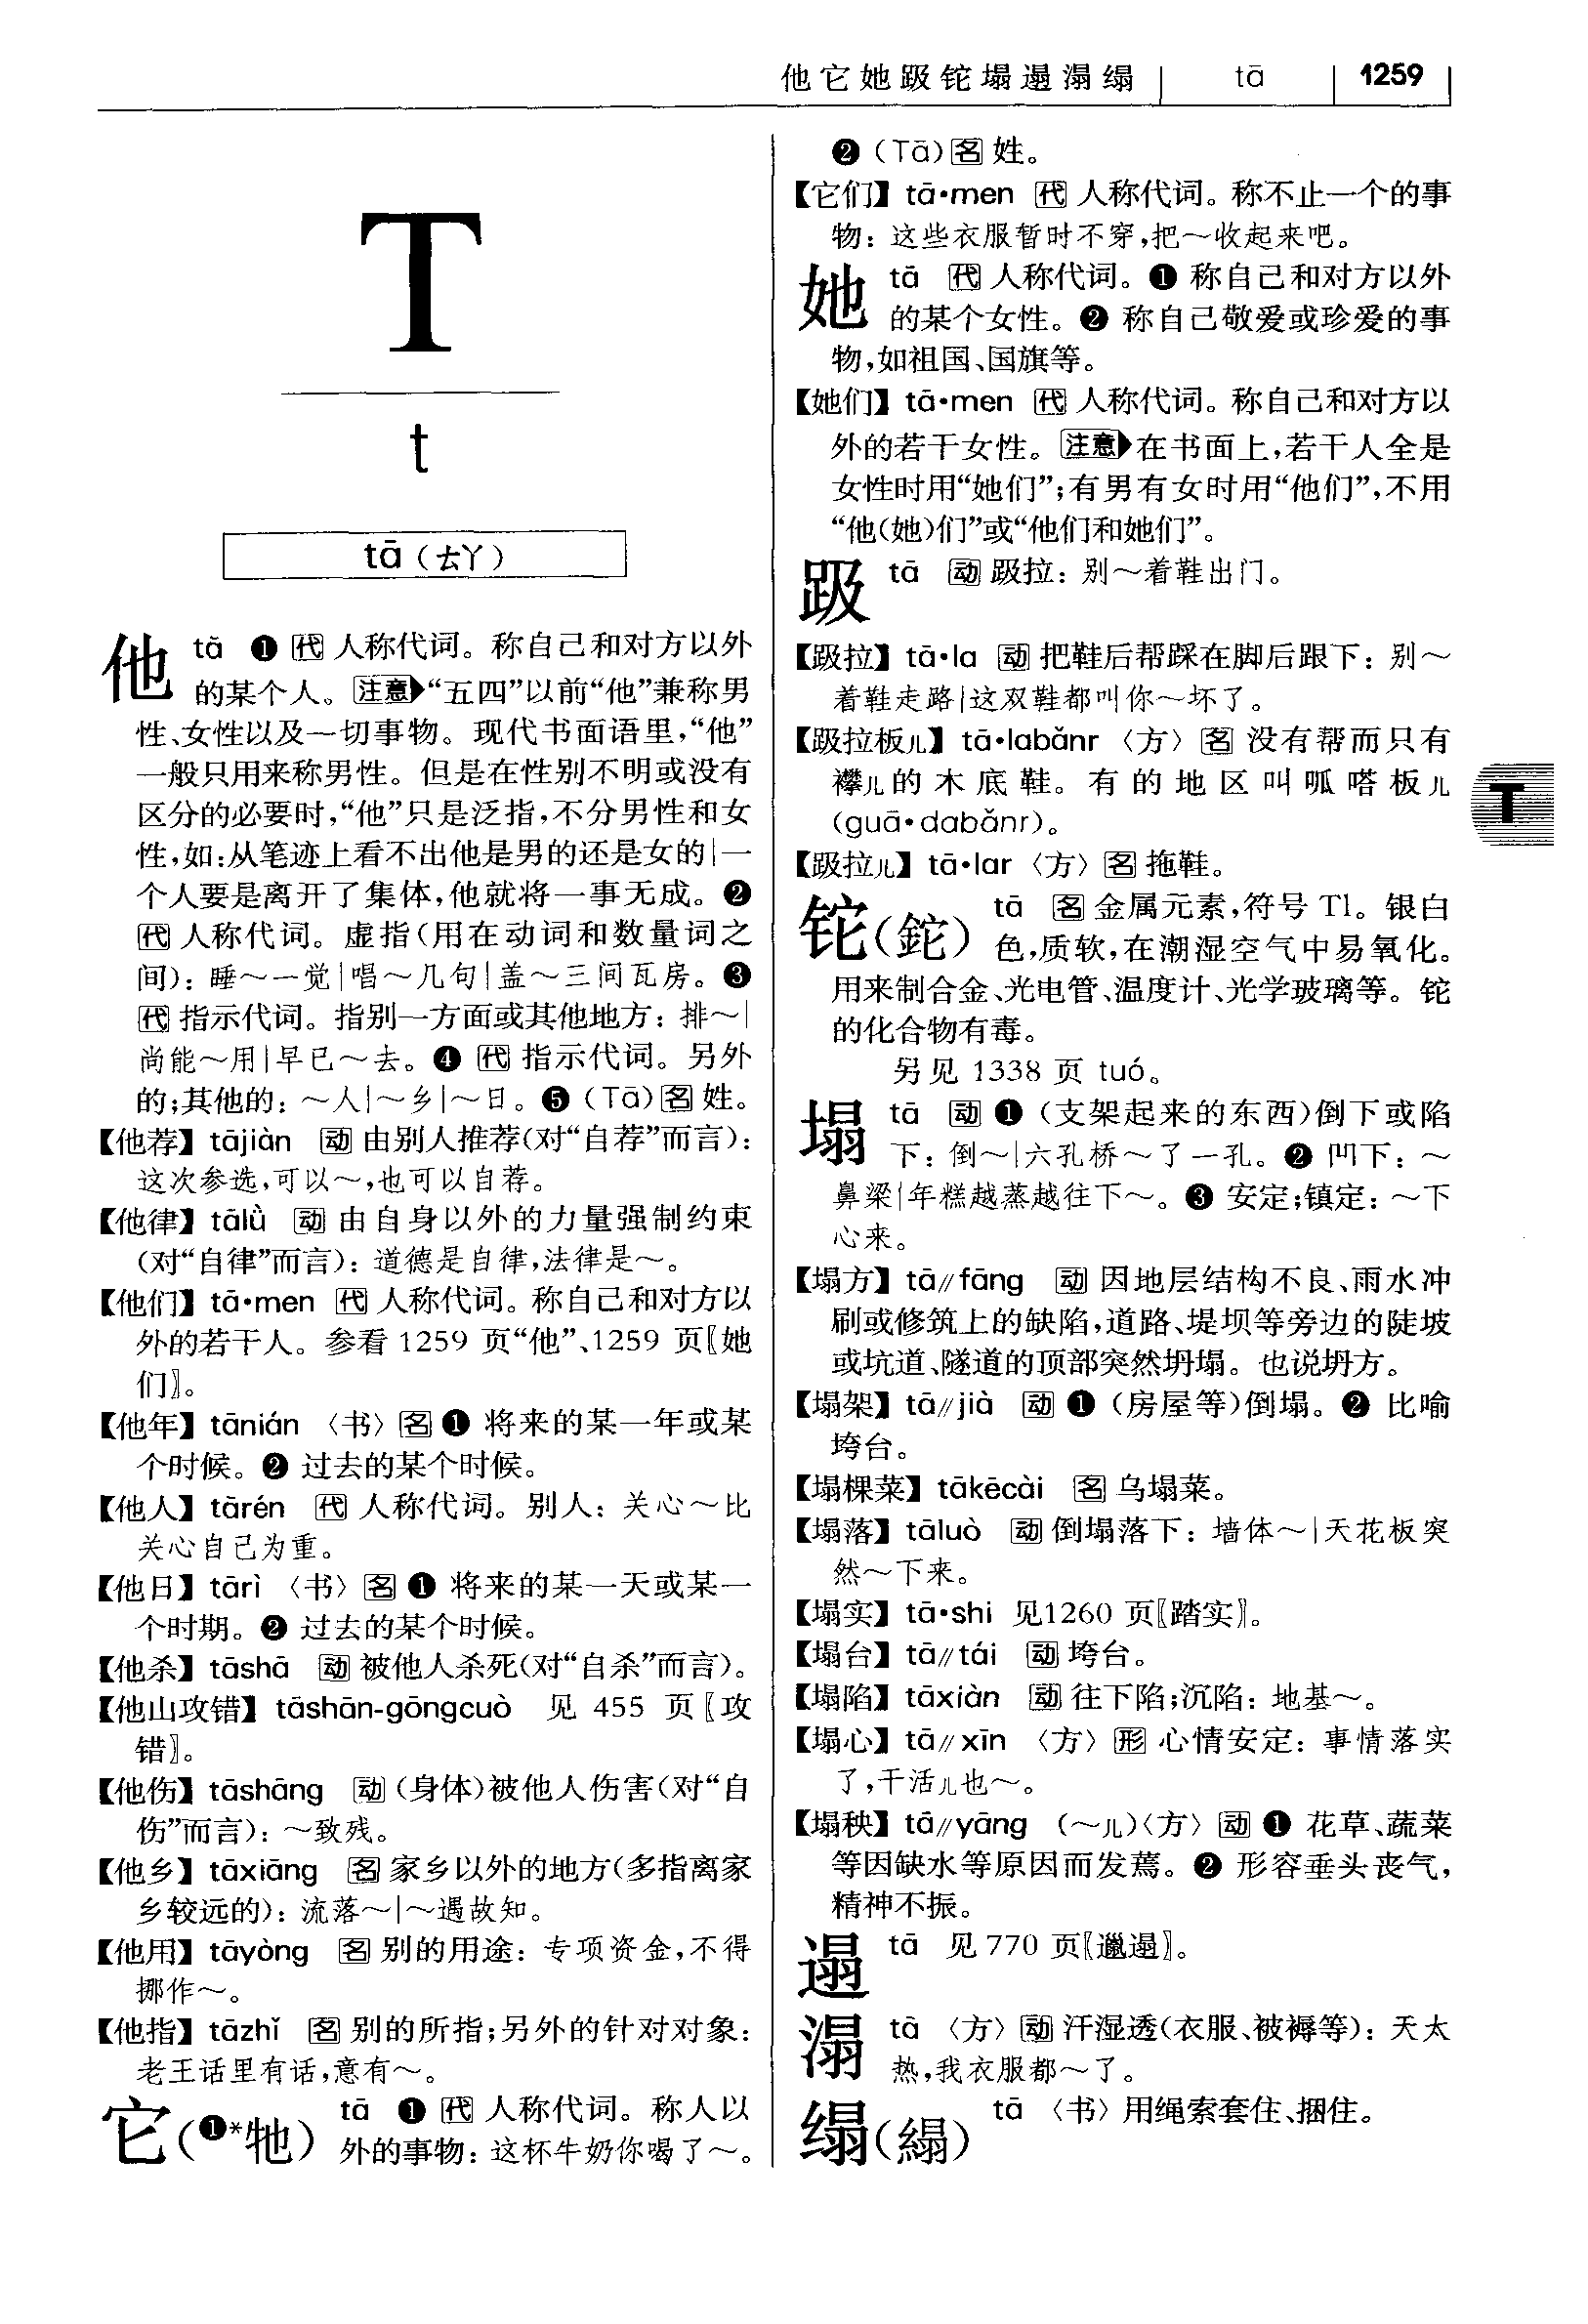 他它她趿铊塌遢溻𫄤 tā 1259
T
t
tā(ㄊㄚ)
他 tā ❶ 代 人称代词。称自己和对方以外
的某个人。注意▶“五四”以前“他”兼称男
性、女性以及一切事物。现代书面语里，“他”
一般只用来称男性。但是在性别不明或没有
区分的必要时，“他”只是泛指，不分男性和女
性，如:从笔迹上看不出他是男的还是女的|一
个人要是离开了集体，他就将一事无成。❷
代 人称代词。虚指(用在动词和数量词之
间)：睡～一觉|唱～几句|盖～三间瓦房。❸
代 指示代词。指别一方面或其他地方：排～|
尚能～用|早已～去。❹ 代 指示代词。另外
的;其他的：～人|～乡|～日。❺ (Tā)名 姓。
【他荐】tājiàn 动 由别人推荐(对“自荐”而言)：
这次参选，可以～，也可以自荐。
【他律】tālǜ 动 由自身以外的力量强制约束
(对“自律”而言)：道德是自律，法律是～。
【他们】tā•men 代 人称代词。称自己和对方以
外的若干人。参看 1259 页“他”、1259 页〖她
们〗。
【他年】tānián 〈书〉名 ❶ 将来的某一年或某
个时候。❷ 过去的某个时候。
【他人】tārén 代 人称代词。别人：关心～比
关心自己为重。
【他日】tārì 〈书〉名 ❶ 将来的某一天或某一
个时期。❷ 过去的某个时候。
【他杀】tāshā 动 被他人杀死(对“自杀”而言)。
【他山攻错】tāshān-gōngcuò 见 455 页〖攻
错〗。
【他伤】tāshāng 动 (身体)被他人伤害(对“自
伤”而言)：～致残。
【他乡】tāxiāng 名 家乡以外的地方(多指离家
乡较远的)：流落～|～遇故知。
【他用】tāyòng 名 别的用途：专项资金，不得
挪作～。
【他指】tāzhǐ 名 别的所指;另外的针对对象：
老王话里有话，意有～。
它(❶*牠) tā ❶ 代 人称代词。称人以
外的事物：这杯牛奶你喝了～。
❷ (Tā)名 姓。
【它们】tā•men 代 人称代词。称不止一个的事
物：这些衣服暂时不穿，把～收起来吧。
她 tā 代 人称代词。❶ 称自己和对方以外
的某个女性。❷ 称自己敬爱或珍爱的事
物，如祖国、国旗等。
【她们】tā•men 代 人称代词。称自己和对方以
外的若干女性。注意▶在书面上，若干人全是
女性时用“她们”;有男有女时用“他们”，不用
“他(她)们”或“他们和她们”。
趿 tā 动 趿拉：别～着鞋出门。
【趿拉】tā•la 动 把鞋后帮踩在脚后跟下：别～
着鞋走路|这双鞋都叫你～坏了。
【趿拉板儿】tā•labǎnr 〈方〉名 没有帮而只有
襻儿的木底鞋。有的地区叫呱嗒板儿
(guā•dabǎnr)。
【趿拉儿】tā•lar 〈方〉名 拖鞋。
铊(鉈) tā 名 金属元素，符号 Tl。银白
色，质软，在潮湿空气中易氧化。
用来制合金、光电管、温度计、光学玻璃等。铊
的化合物有毒。
另见 1338 页 tuó。
塌 tā 动 ❶ (支架起来的东西)倒下或陷
下：倒～|六孔桥～了一孔。❷ 凹下：～
鼻梁|年糕越蒸越往下～。❸ 安定;镇定：～下
心来。
【塌方】tā//fāng 动 因地层结构不良、雨水冲
刷或修筑上的缺陷，道路、堤坝等旁边的陡坡
或坑道、隧道的顶部突然坍塌。也说坍方。
【塌架】tā//jià 动 ❶ (房屋等)倒塌。❷ 比喻
垮台。
【塌棵菜】tākēcài 名 乌塌菜。
【塌落】tāluò 动 倒塌落下：墙体～|天花板突
然～下来。
【塌实】tā•shi 见1260 页〖踏实〗。
【塌台】tā//tái 动 垮台。
【塌陷】tāxiàn 动 往下陷;沉陷：地基～。
【塌心】tā//xīn 〈方〉形 心情安定：事情落实
了，干活儿也～。
【塌秧】tā//yāng (～儿)〈方〉动 ❶ 花草、蔬菜
等因缺水等原因而发蔫。❷ 形容垂头丧气，
精神不振。
遢 tā 见 770 页〖邋遢〗。
溻 tā 〈方〉动 汗湿透(衣服、被褥等)：天太
热，我衣服都～了。
𫄤(緆) tā 〈书〉用绳索套住、捆住。
T